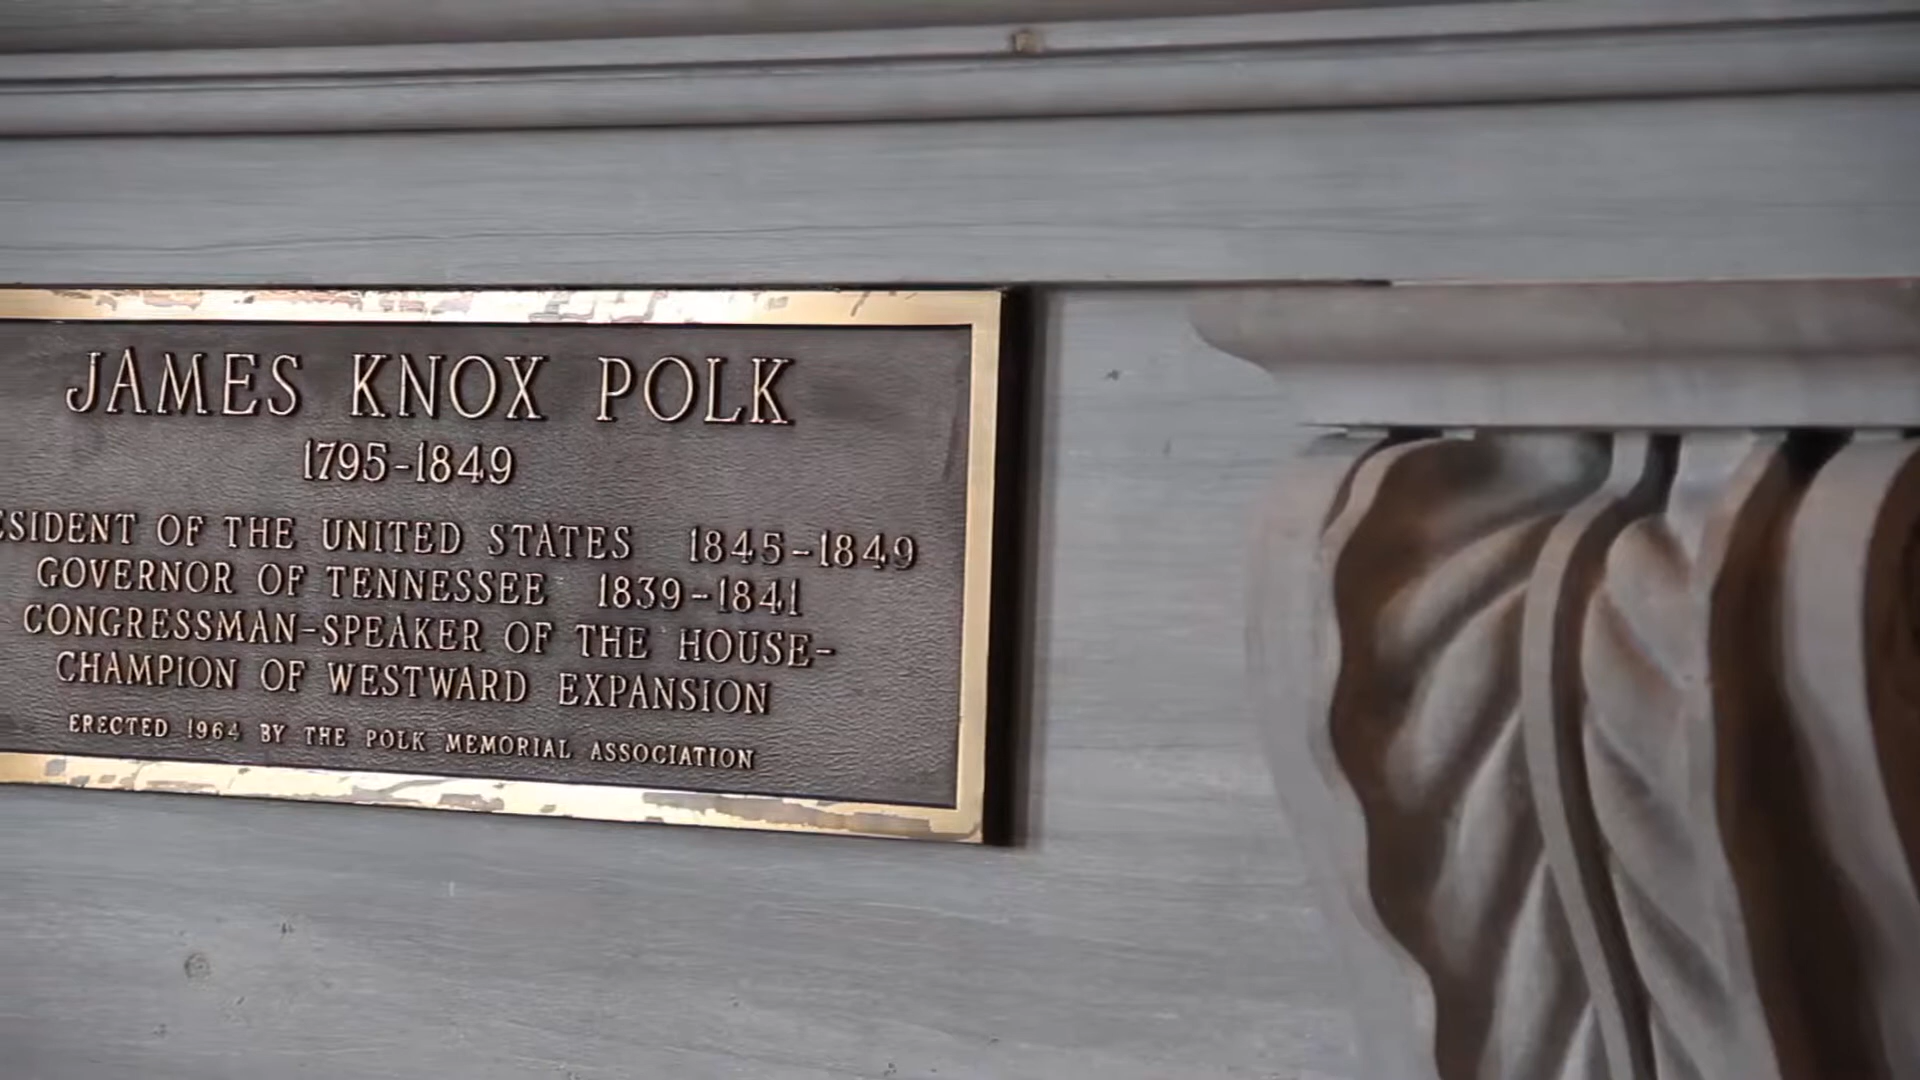 JAMES KNOX POLK
1795-1849
ESIDENT OF THE UNITED STATES 1845-1849
GOVERNOR OF TENNESSEE 1839-1841
CONGRESSMAN-SPEAKER OF THE HOUSE-
CHAMPION OF WESTWARD EXPANSION
ERECTED 1964 BY THE POLK MEMORIAL ASSOCIATION